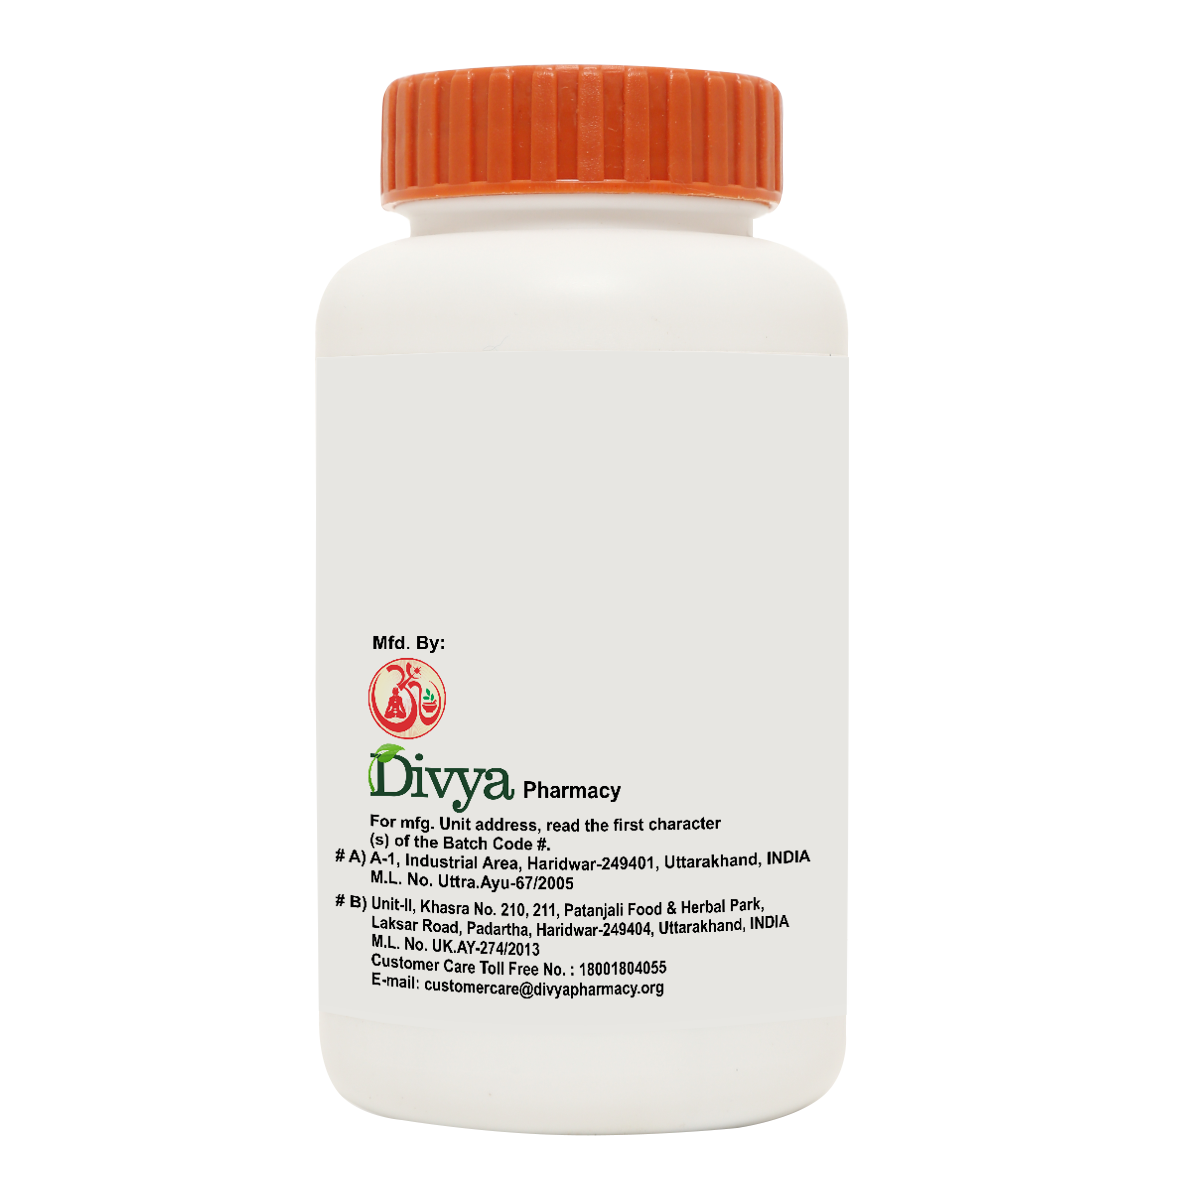 Mfd. By:
Divya Pharmacy
For mfg. Unit address, read the first character
(s) of the Batch Code #.
# A) A-1, Industrial Area, Haridwar-249401, Uttarakhand, INDIA
M.L. No. Uttra.Ayu-67/2005
# B) Unit-II, Khasra No. 210, 211, Patanjali Food & Herbal Park,
Laksar Road, Padartha, Haridwar-249404, Uttarakhand, INDIA
M.L. No. UK.AY-274/2013
Customer Care Toll Free No. : 18001804055
E-mail: customercare@divyapharmacy.org